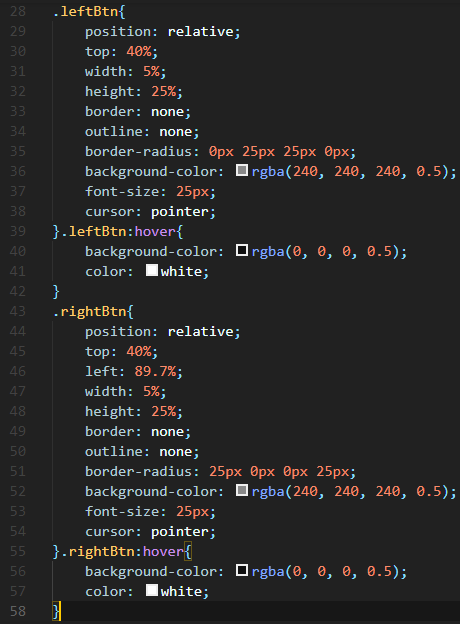 28 .leftBtn{
29 position: relative;
30 top: 40%;
31 width: 5%;
32 height: 25%;
33 border: none;
34 outline: none;
35 border-radius: 0px 25px 25px 0px;
36 background-color: rgba(240, 240, 240, 0.5);
37 font-size: 25px;
38 cursor: pointer;
39 }.leftBtn:hover{
40 background-color: rgba(0, 0, 0, 0.5);
41 color: white;
42 }
43 .rightBtn{
44 position: relative;
45 top: 40%;
46 left: 89.7%;
47 width: 5%;
48 height: 25%;
49 border: none;
50 outline: none;
51 border-radius: 25px 0px 0px 25px;
52 background-color: rgba(240, 240, 240, 0.5);
53 font-size: 25px;
54 cursor: pointer;
55 }.rightBtn:hover{
56 background-color: rgba(0, 0, 0, 0.5);
57 color: white;
58 }